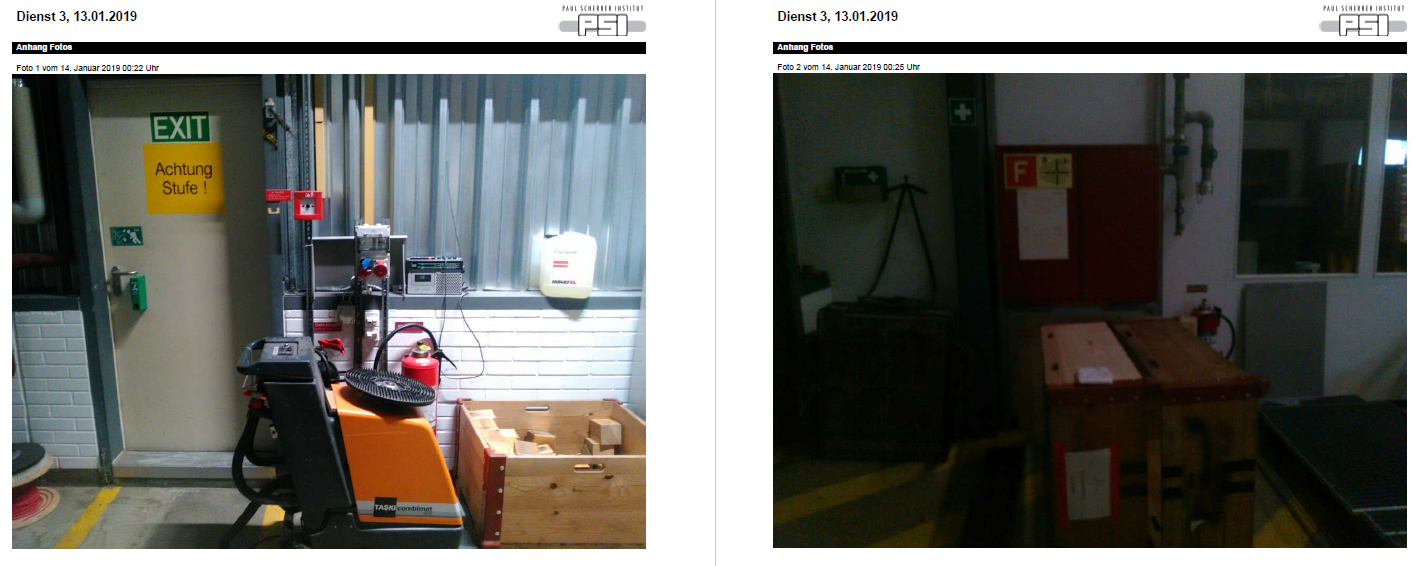 Dienst 3, 13.01.2019
PAUL SCHERRER INSTITUT
PSI
Anhang Fotos
Foto 1 vom 14. Januar 2019 00:22 Uhr
EXIT
Achtung
Stufe !
MINATOL
TASKI combimat
Dienst 3, 13.01.2019
PAUL SCHERRER INSTITUT
PSI
Anhang Fotos
Foto 2 vom 14. Januar 2019 00:25 Uhr
F